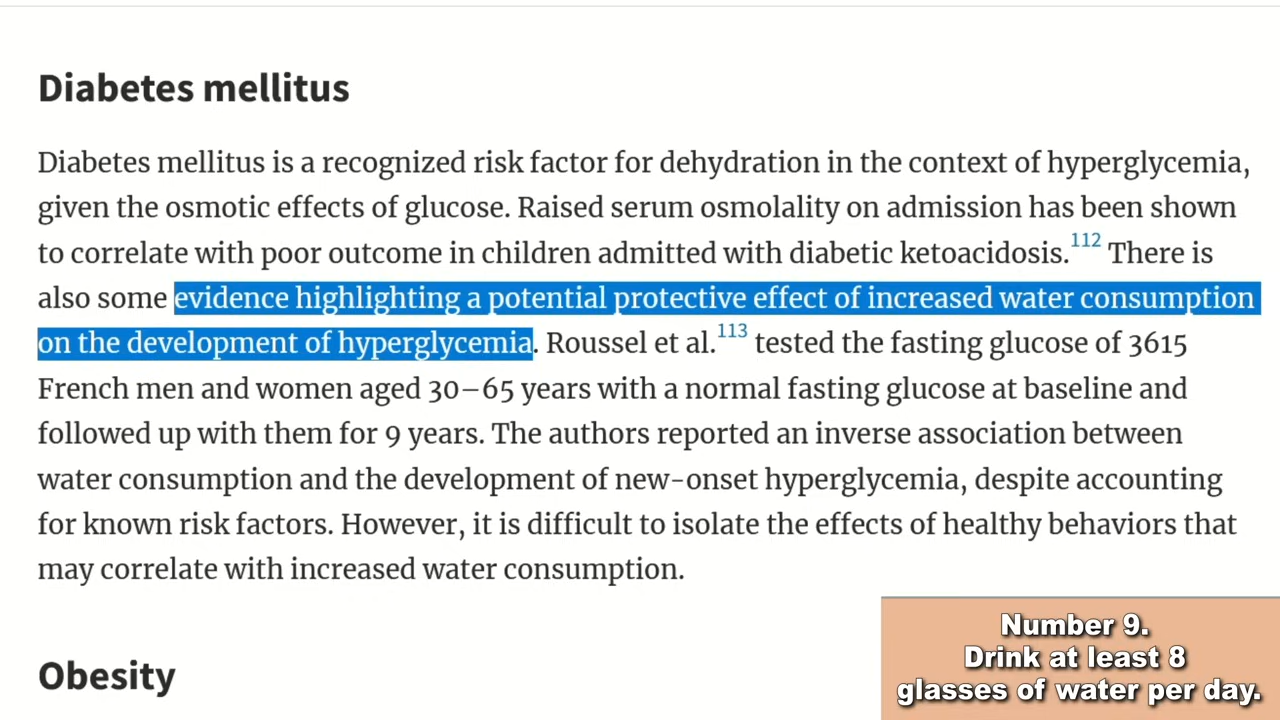 Diabetes mellitus
Diabetes mellitus is a recognized risk factor for dehydration in the context of hyperglycemia,
given the osmotic effects of glucose. Raised serum osmolality on admission has been shown
to correlate with poor outcome in children admitted with diabetic ketoacidosis.112 There is
also some evidence highlighting a potential protective effect of increased water consumption
on the development of hyperglycemia. Roussel et al.113 tested the fasting glucose of 3615
French men and women aged 30–65 years with a normal fasting glucose at baseline and
followed up with them for 9 years. The authors reported an inverse association between
water consumption and the development of new-onset hyperglycemia, despite accounting
for known risk factors. However, it is difficult to isolate the effects of healthy behaviors that
may correlate with increased water consumption.
Obesity
Number 9.
Drink at least 8
glasses of water per day.